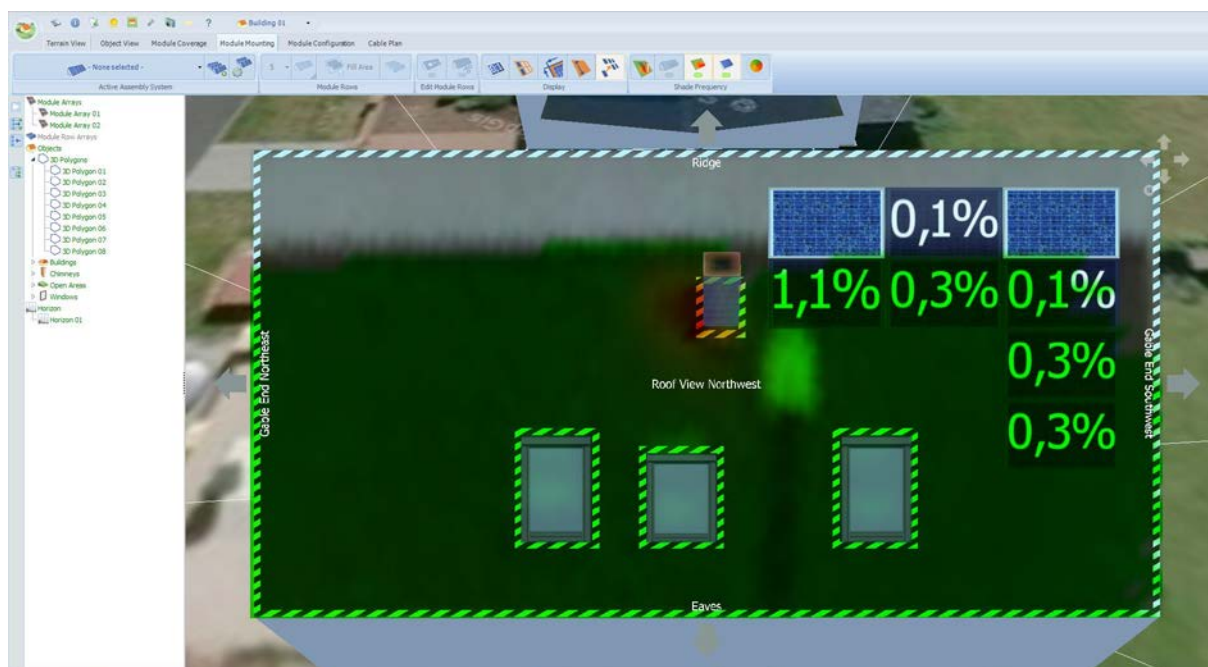 ? Building 01
Terrain View Object View Module Coverage Module Mounting Module Configuration Cable Plan
- None selected - 5 Fill Area
Active Assembly System Module Rows Edit Module Rows Display Shade Frequency
Module Arrays
Module Array 01
Module Array 02
Module Row Arrays
Objects
3D Polygons
3D Polygon 01
3D Polygon 02
3D Polygon 03
3D Polygon 04
3D Polygon 05
3D Polygon 06
3D Polygon 07
3D Polygon 08
Buildings
Chimneys
Open Areas
Windows
Horizon
Horizon 01
Ridge
0,1%
1,1% 0,3% 0,1%
0,3%
0,3%
Gable End Northeast
Roof View Northwest
Gable End Southwest
Eaves